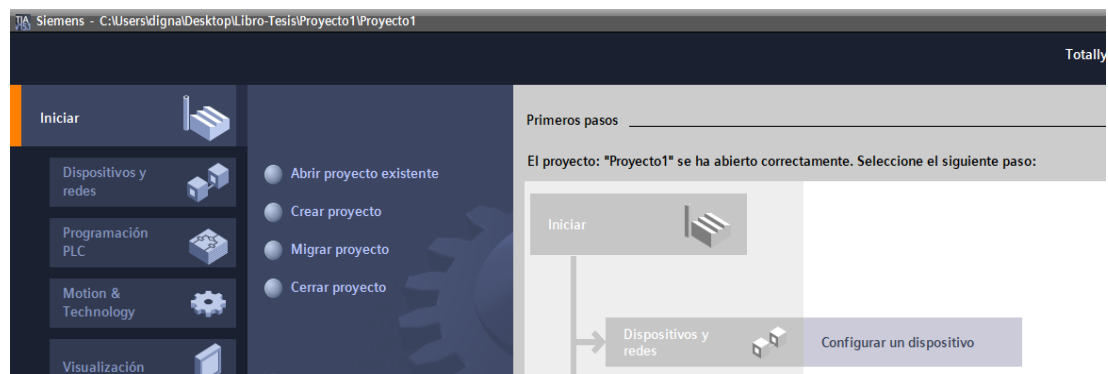 Siemens - C:\Users\digna\Desktop\Libro-Tesis\Proyecto1\Proyecto1
Totally
Iniciar
Dispositivos y
redes
Programación
PLC
Motion &
Technology
Visualización
Abrir proyecto existente
Crear proyecto
Migrar proyecto
Cerrar proyecto
Primeros pasos
El proyecto: "Proyecto1" se ha abierto correctamente. Seleccione el siguiente paso:
Iniciar
Dispositivos y
redes
Configurar un dispositivo